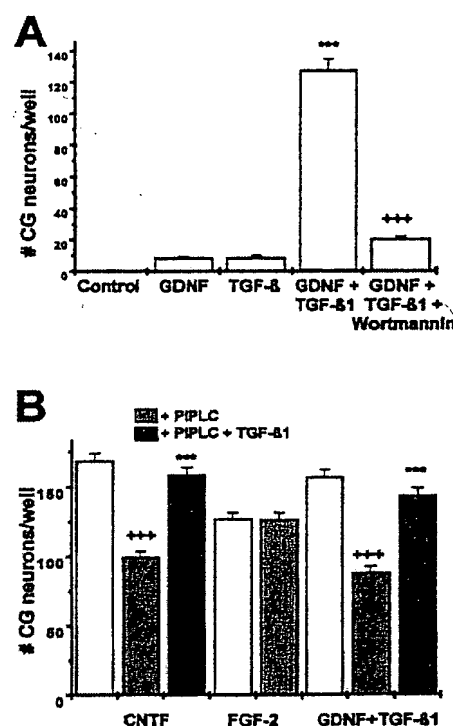 A
***
140
120
100
80
60
40
20
0
# CG neurons/well
+++
Control GDNF TGF-ß GDNF + GDNF +
TGF-ß1 TGF-ß1 +
Wortmannin
B
+ PIPLC
+ PIPLC + TGF-ß1
***
***
150
100
50
0
# CG neurons/well
+++
+++
CNTF FGF-2 GDNF+TGF-ß1